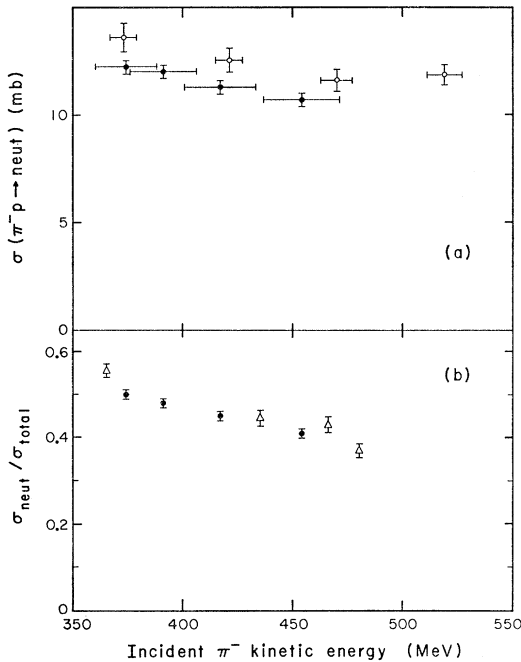 10
5
0
σ (π⁻ p → neut) (mb)
(a)
0.6
0.4
0.2
0
σneut / σtotal
(b)
350 400 450 500 550
Incident π⁻ kinetic energy (MeV)